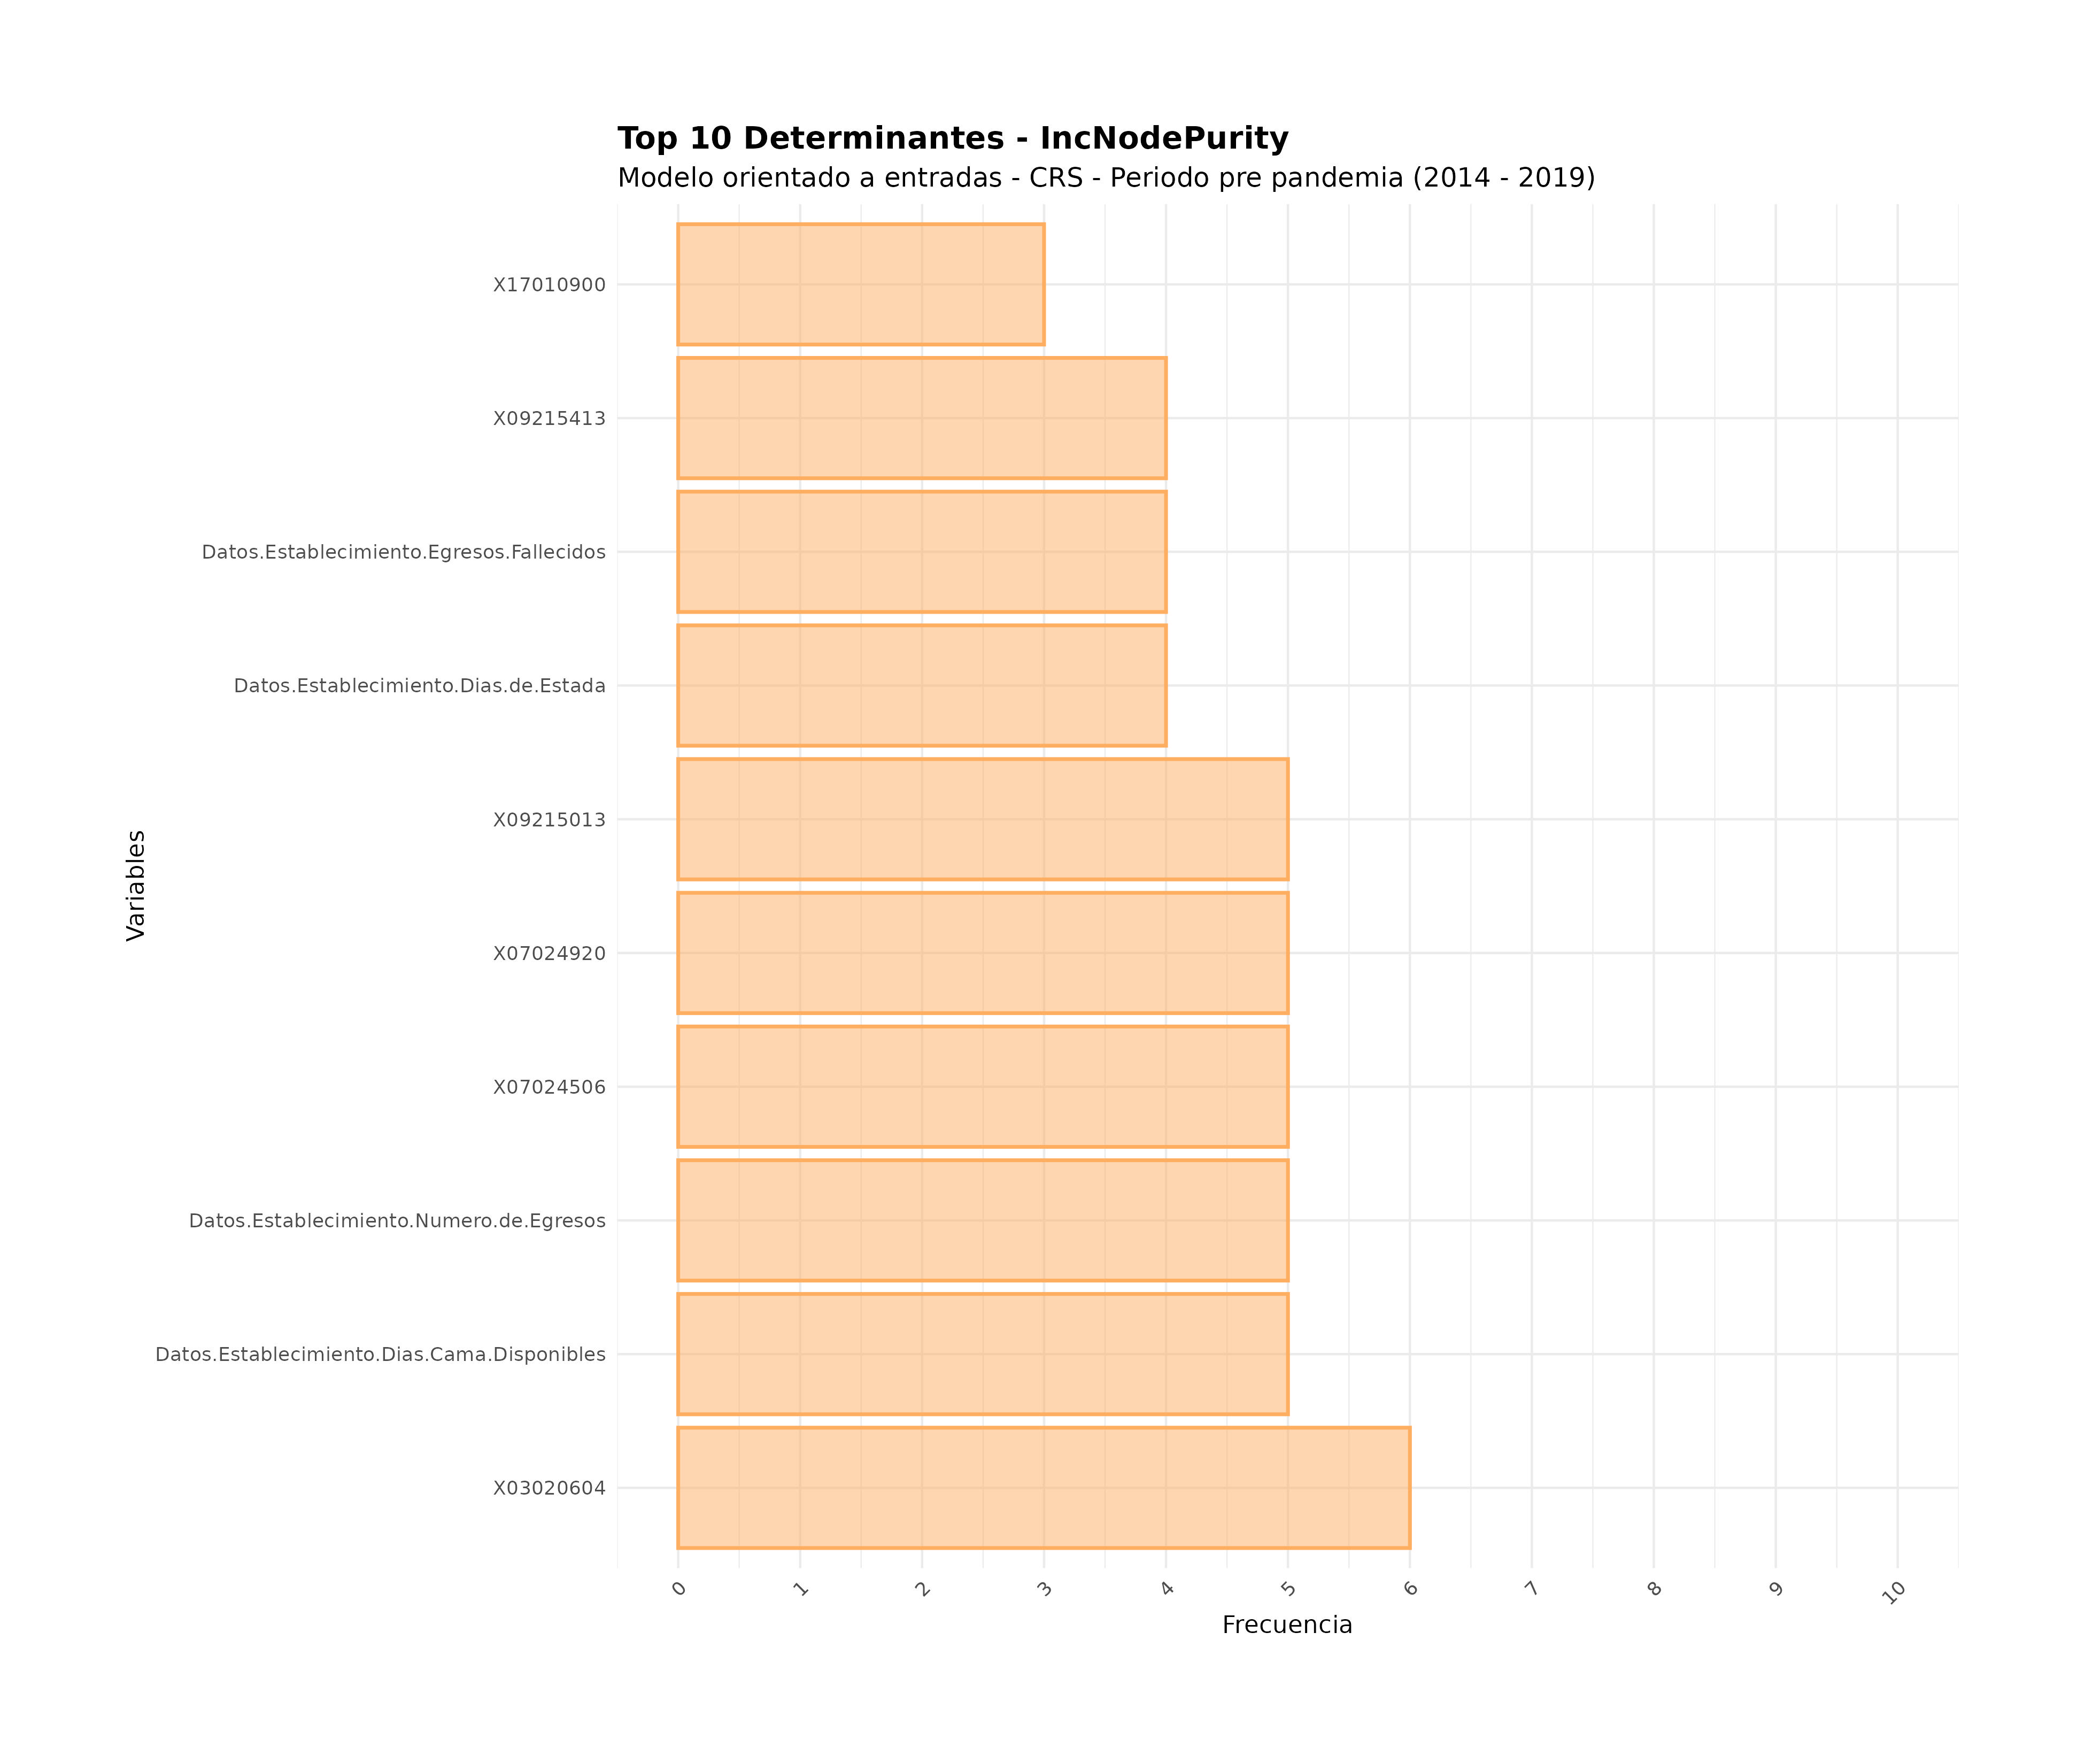 Top 10 Determinantes - IncNodePurity
Modelo orientado a entradas - CRS - Periodo pre pandemia (2014 - 2019)
Variables
X17010900
X09215413
Datos.Establecimiento.Egresos.Fallecidos
Datos.Establecimiento.Dias.de.Estada
X09215013
X07024920
X07024506
Datos.Establecimiento.Numero.de.Egresos
Datos.Establecimiento.Dias.Cama.Disponibles
X03020604
0 1 2 3 4 5 6 7 8 9 10
Frecuencia